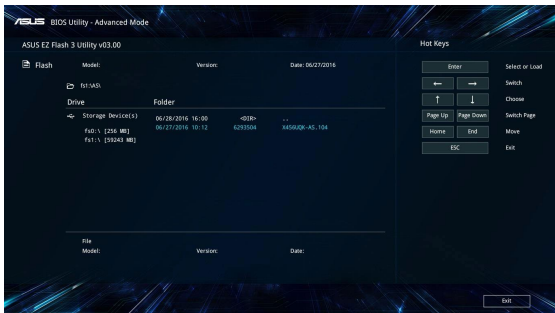 ASUS BIOS Utility - Advanced Mode
ASUS EZ Flash 3 Utility v03.00
Hot Keys
Flash Model: Version: Date: 06/27/2016
fs1:\AS\
Drive Folder
Storage Device(s)
fs0:\ [256 MB]
fs1:\ [59243 MB]
06/28/2016 16:00 <DIR> ..
06/27/2016 10:12 6293504 X456UQK-AS.104
Enter Select or Load
← → Switch
↑ ↓ Choose
Page Up Page Down Switch Page
Home End Move
ESC Exit
File
Model: Version: Date:
Exit